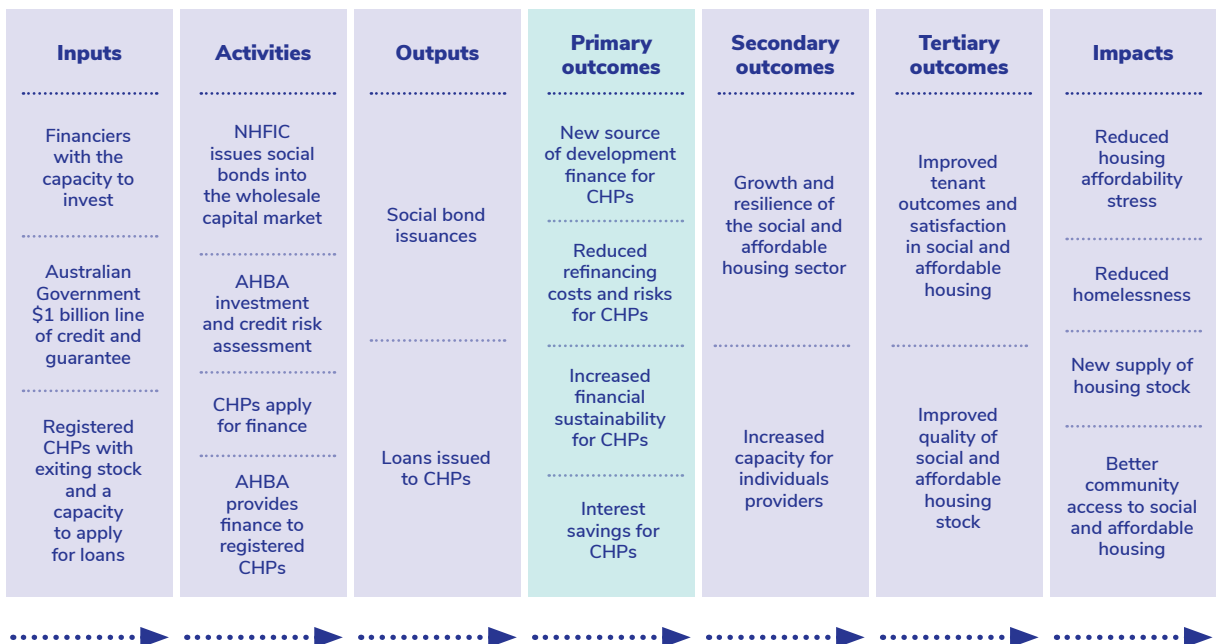 Inputs
Financiers
with the
capacity to
invest
Australian
Government
$1 billion line
of credit and
guarantee
Registered
CHPs with
exiting stock
and a
capacity
to apply
for loans
Activities
NHFIC
issues social
bonds into
the wholesale
capital market
AHBA
investment
and credit risk
assessment
CHPs apply
for finance
AHBA
provides
finance to
registered
CHPs
Outputs
Social bond
issuances
Loans issued
to CHPs
Primary
outcomes
New source
of development
finance for
CHPs
Reduced
refinancing
costs and risks
for CHPs
Increased
financial
sustainability
for CHPs
Interest
savings for
CHPs
Secondary
outcomes
Growth and
resilience of
the social and
affordable
housing sector
Increased
capacity for
individuals
providers
Tertiary
outcomes
Improved
tenant
outcomes and
satisfaction
in social and
affordable
housing
Improved
quality of
social and
affordable
housing
stock
Impacts
Reduced
housing
affordability
stress
Reduced
homelessness
New supply of
housing stock
Better
community
access to social
and affordable
housing